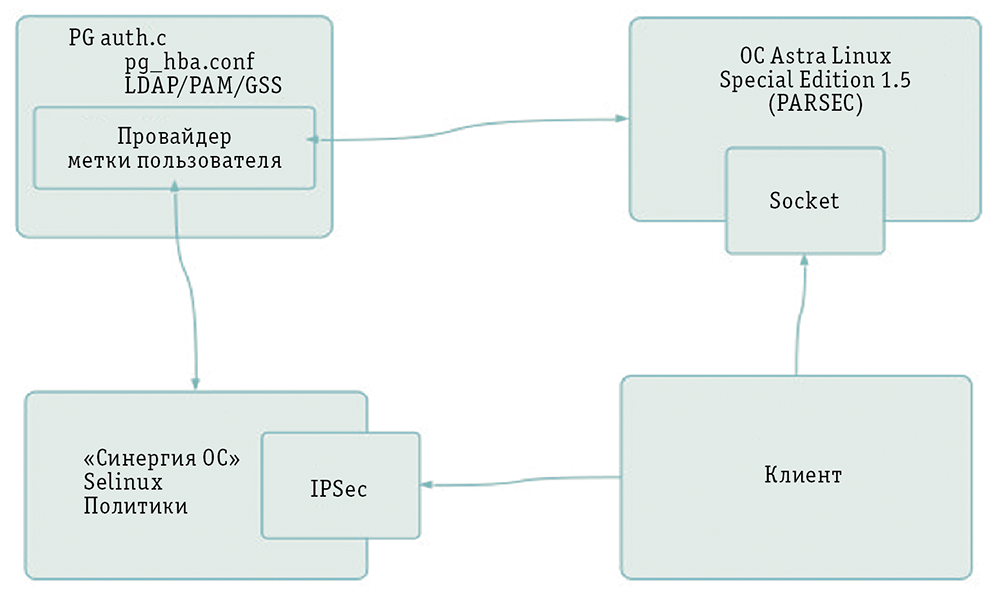 PG auth.c
pg_hba.conf
LDAP/PAM/GSS
Провайдер
метки пользователя
ОС Astra Linux
Special Edition 1.5
(PARSEC)
Socket
«Синергия ОС»
Selinux
Политики
IPSec
Клиент